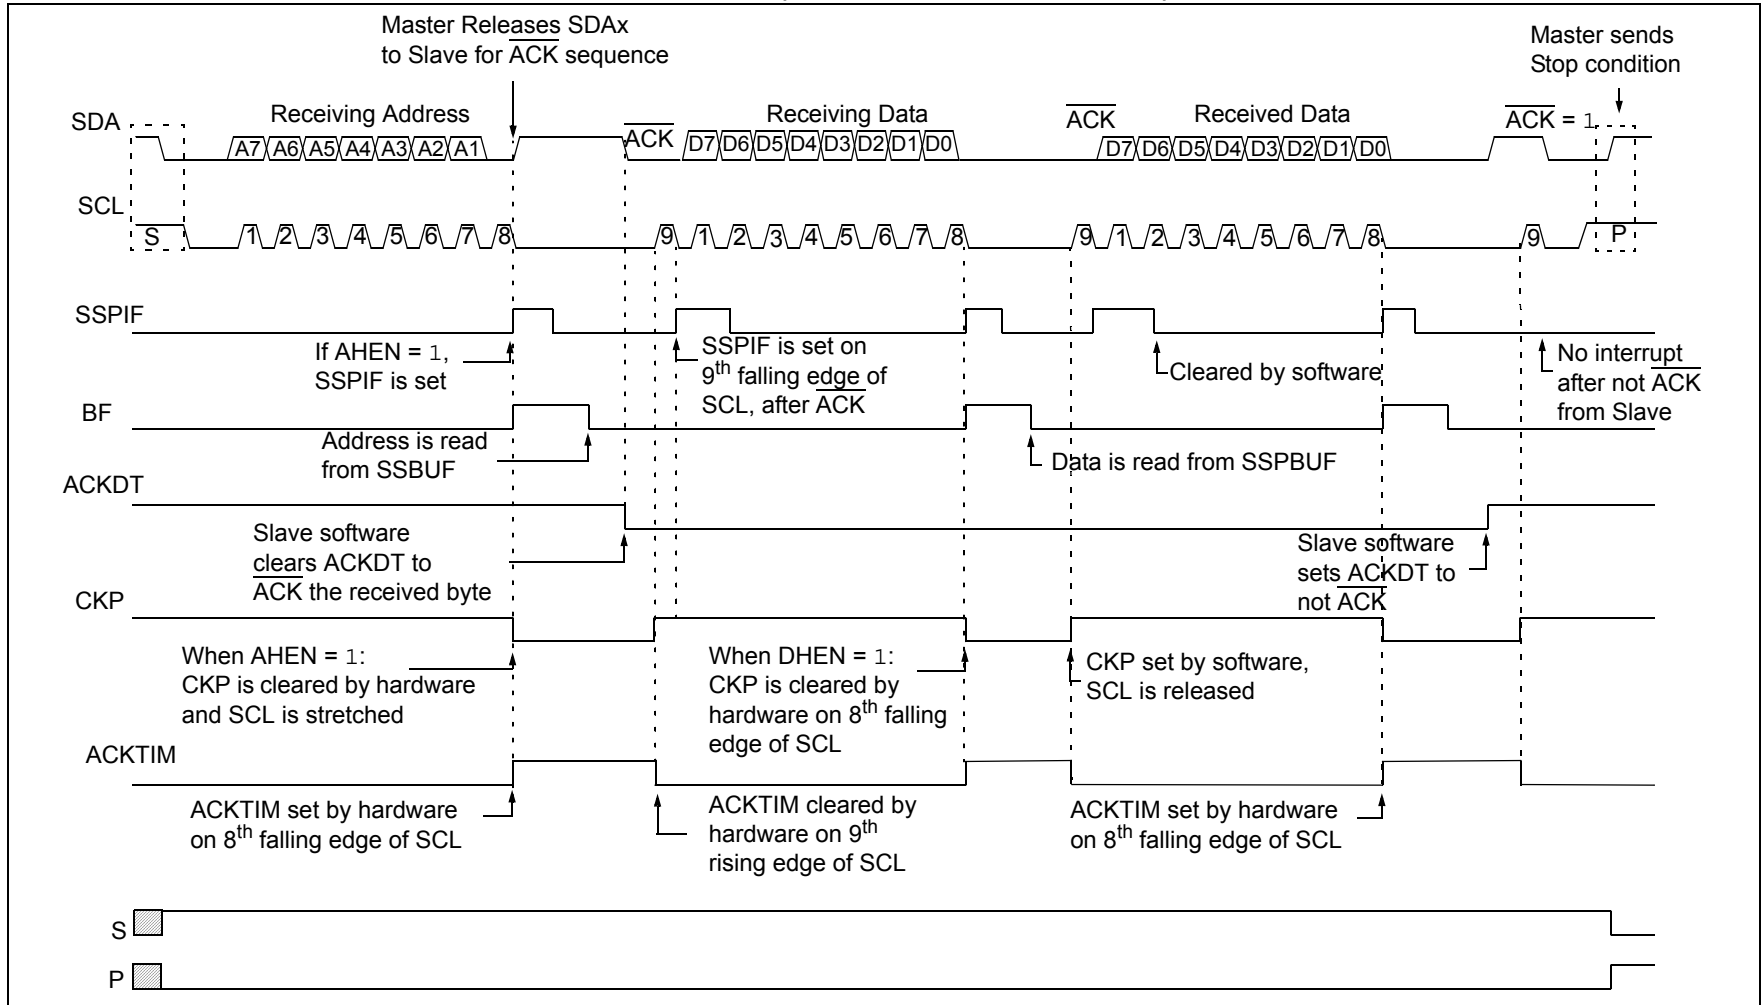 Master Releases SDAx
to Slave for ACK sequence
Master sends
Stop condition
Receiving Address
Receiving Data
Received Data
SDA
ACK
ACK
ACK = 1
A7 A6 A5 A4 A3 A2 A1
D7 D6 D5 D4 D3 D2 D1 D0
D7 D6 D5 D4 D3 D2 D1 D0
SCL
S 1 2 3 4 5 6 7 8 9 1 2 3 4 5 6 7 8 9 1 2 3 4 5 6 7 8 9 P
SSPIF
If AHEN = 1,
SSPIF is set
SSPIF is set on
9th falling edge of
SCL, after ACK
Cleared by software
No interrupt
after not ACK
from Slave
BF
Address is read
from SSBUF
Data is read from SSPBUF
ACKDT
Slave software
clears ACKDT to
ACK the received byte
Slave software
sets ACKDT to
not ACK
CKP
When AHEN = 1:
CKP is cleared by hardware
and SCL is stretched
When DHEN = 1:
CKP is cleared by
hardware on 8th falling
edge of SCL
CKP set by software,
SCL is released
ACKTIM
ACKTIM set by hardware
on 8th falling edge of SCL
ACKTIM cleared by
hardware on 9th
rising edge of SCL
ACKTIM set by hardware
on 8th falling edge of SCL
S
P